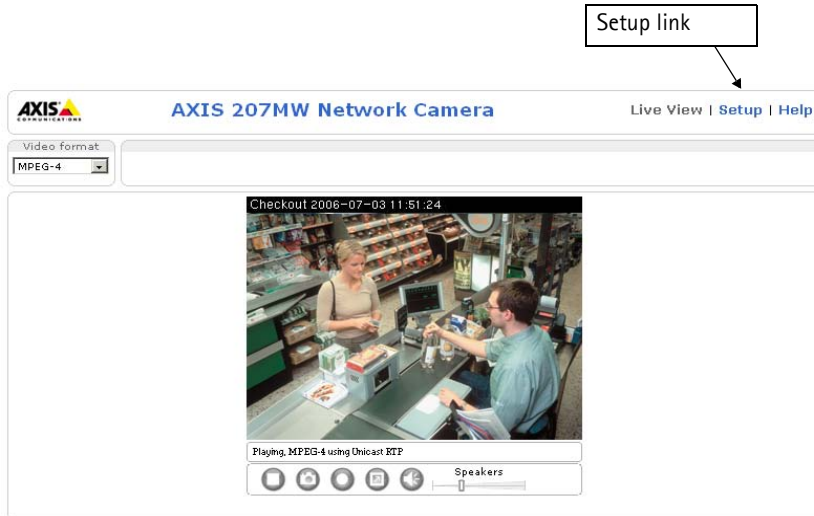 Setup link
AXIS
COMMUNICATIONS
AXIS 207MW Network Camera
Live View | Setup | Help
Video format
MPEG-4
Checkout 2006-07-03 11:51:24
Playing, MPEG-4 using Unicast RTP
Speakers